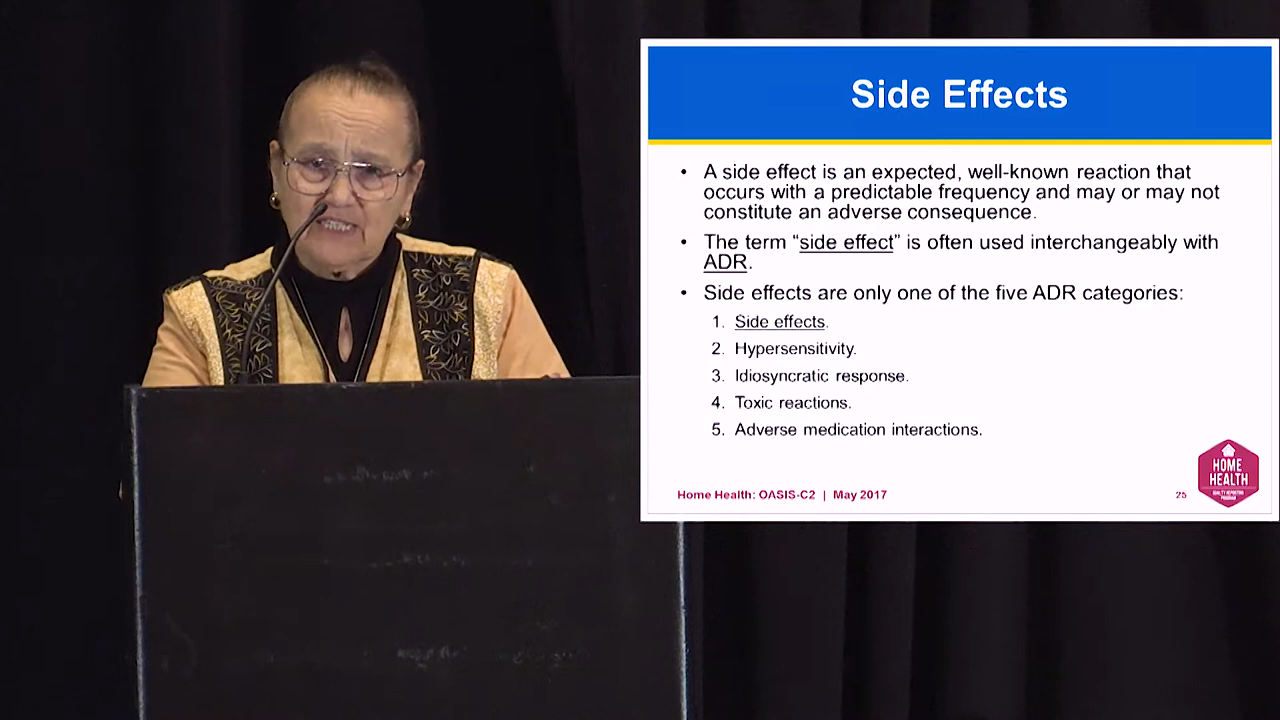 Side Effects
• A side effect is an expected, well-known reaction that
occurs with a predictable frequency and may or may not
constitute an adverse consequence.
• The term “side effect” is often used interchangeably with
ADR.
• Side effects are only one of the five ADR categories:
1. Side effects.
2. Hypersensitivity.
3. Idiosyncratic response.
4. Toxic reactions.
5. Adverse medication interactions.
HOME
HEALTH
QUALITY REPORTING
PROGRAM
Home Health: OASIS-C2 | May 2017
25